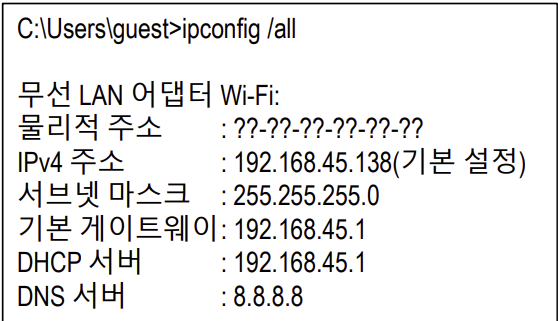 C:\Users\guest>ipconfig /all
무선 LAN 어댑터 Wi-Fi:
물리적 주소 : ??-??-??-??-??-??
IPv4 주소 : 192.168.45.138(기본 설정)
서브넷 마스크 : 255.255.255.0
기본 게이트웨이: 192.168.45.1
DHCP 서버 : 192.168.45.1
DNS 서버 : 8.8.8.8